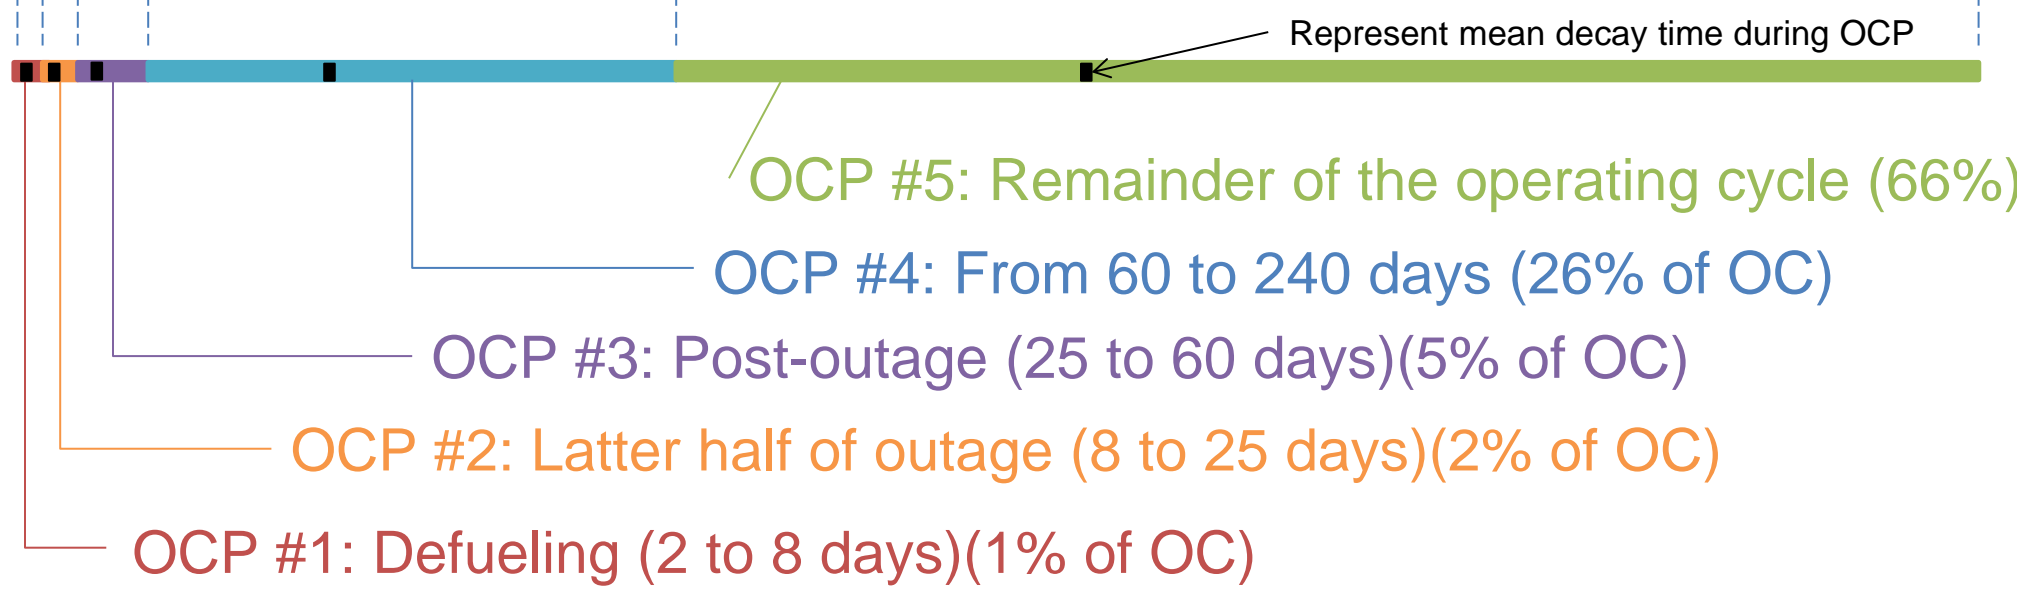 Represent mean decay time during OCP
OCP #5: Remainder of the operating cycle (66%)
OCP #4: From 60 to 240 days (26% of OC)
OCP #3: Post-outage (25 to 60 days)(5% of OC)
OCP #2: Latter half of outage (8 to 25 days)(2% of OC)
OCP #1: Defueling (2 to 8 days)(1% of OC)